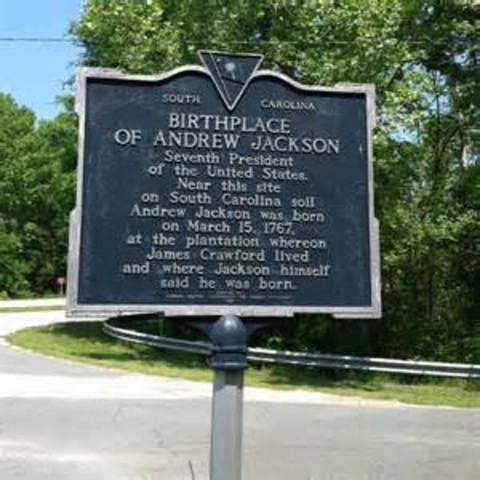 SOUTH CAROLINA
BIRTHPLACE
OF ANDREW JACKSON
Seventh President
of the United States.
Near this site
on South Carolina soil
Andrew Jackson was born
on March 15, 1767,
at the plantation whereon
James Crawford lived
and where Jackson himself
said he was born.